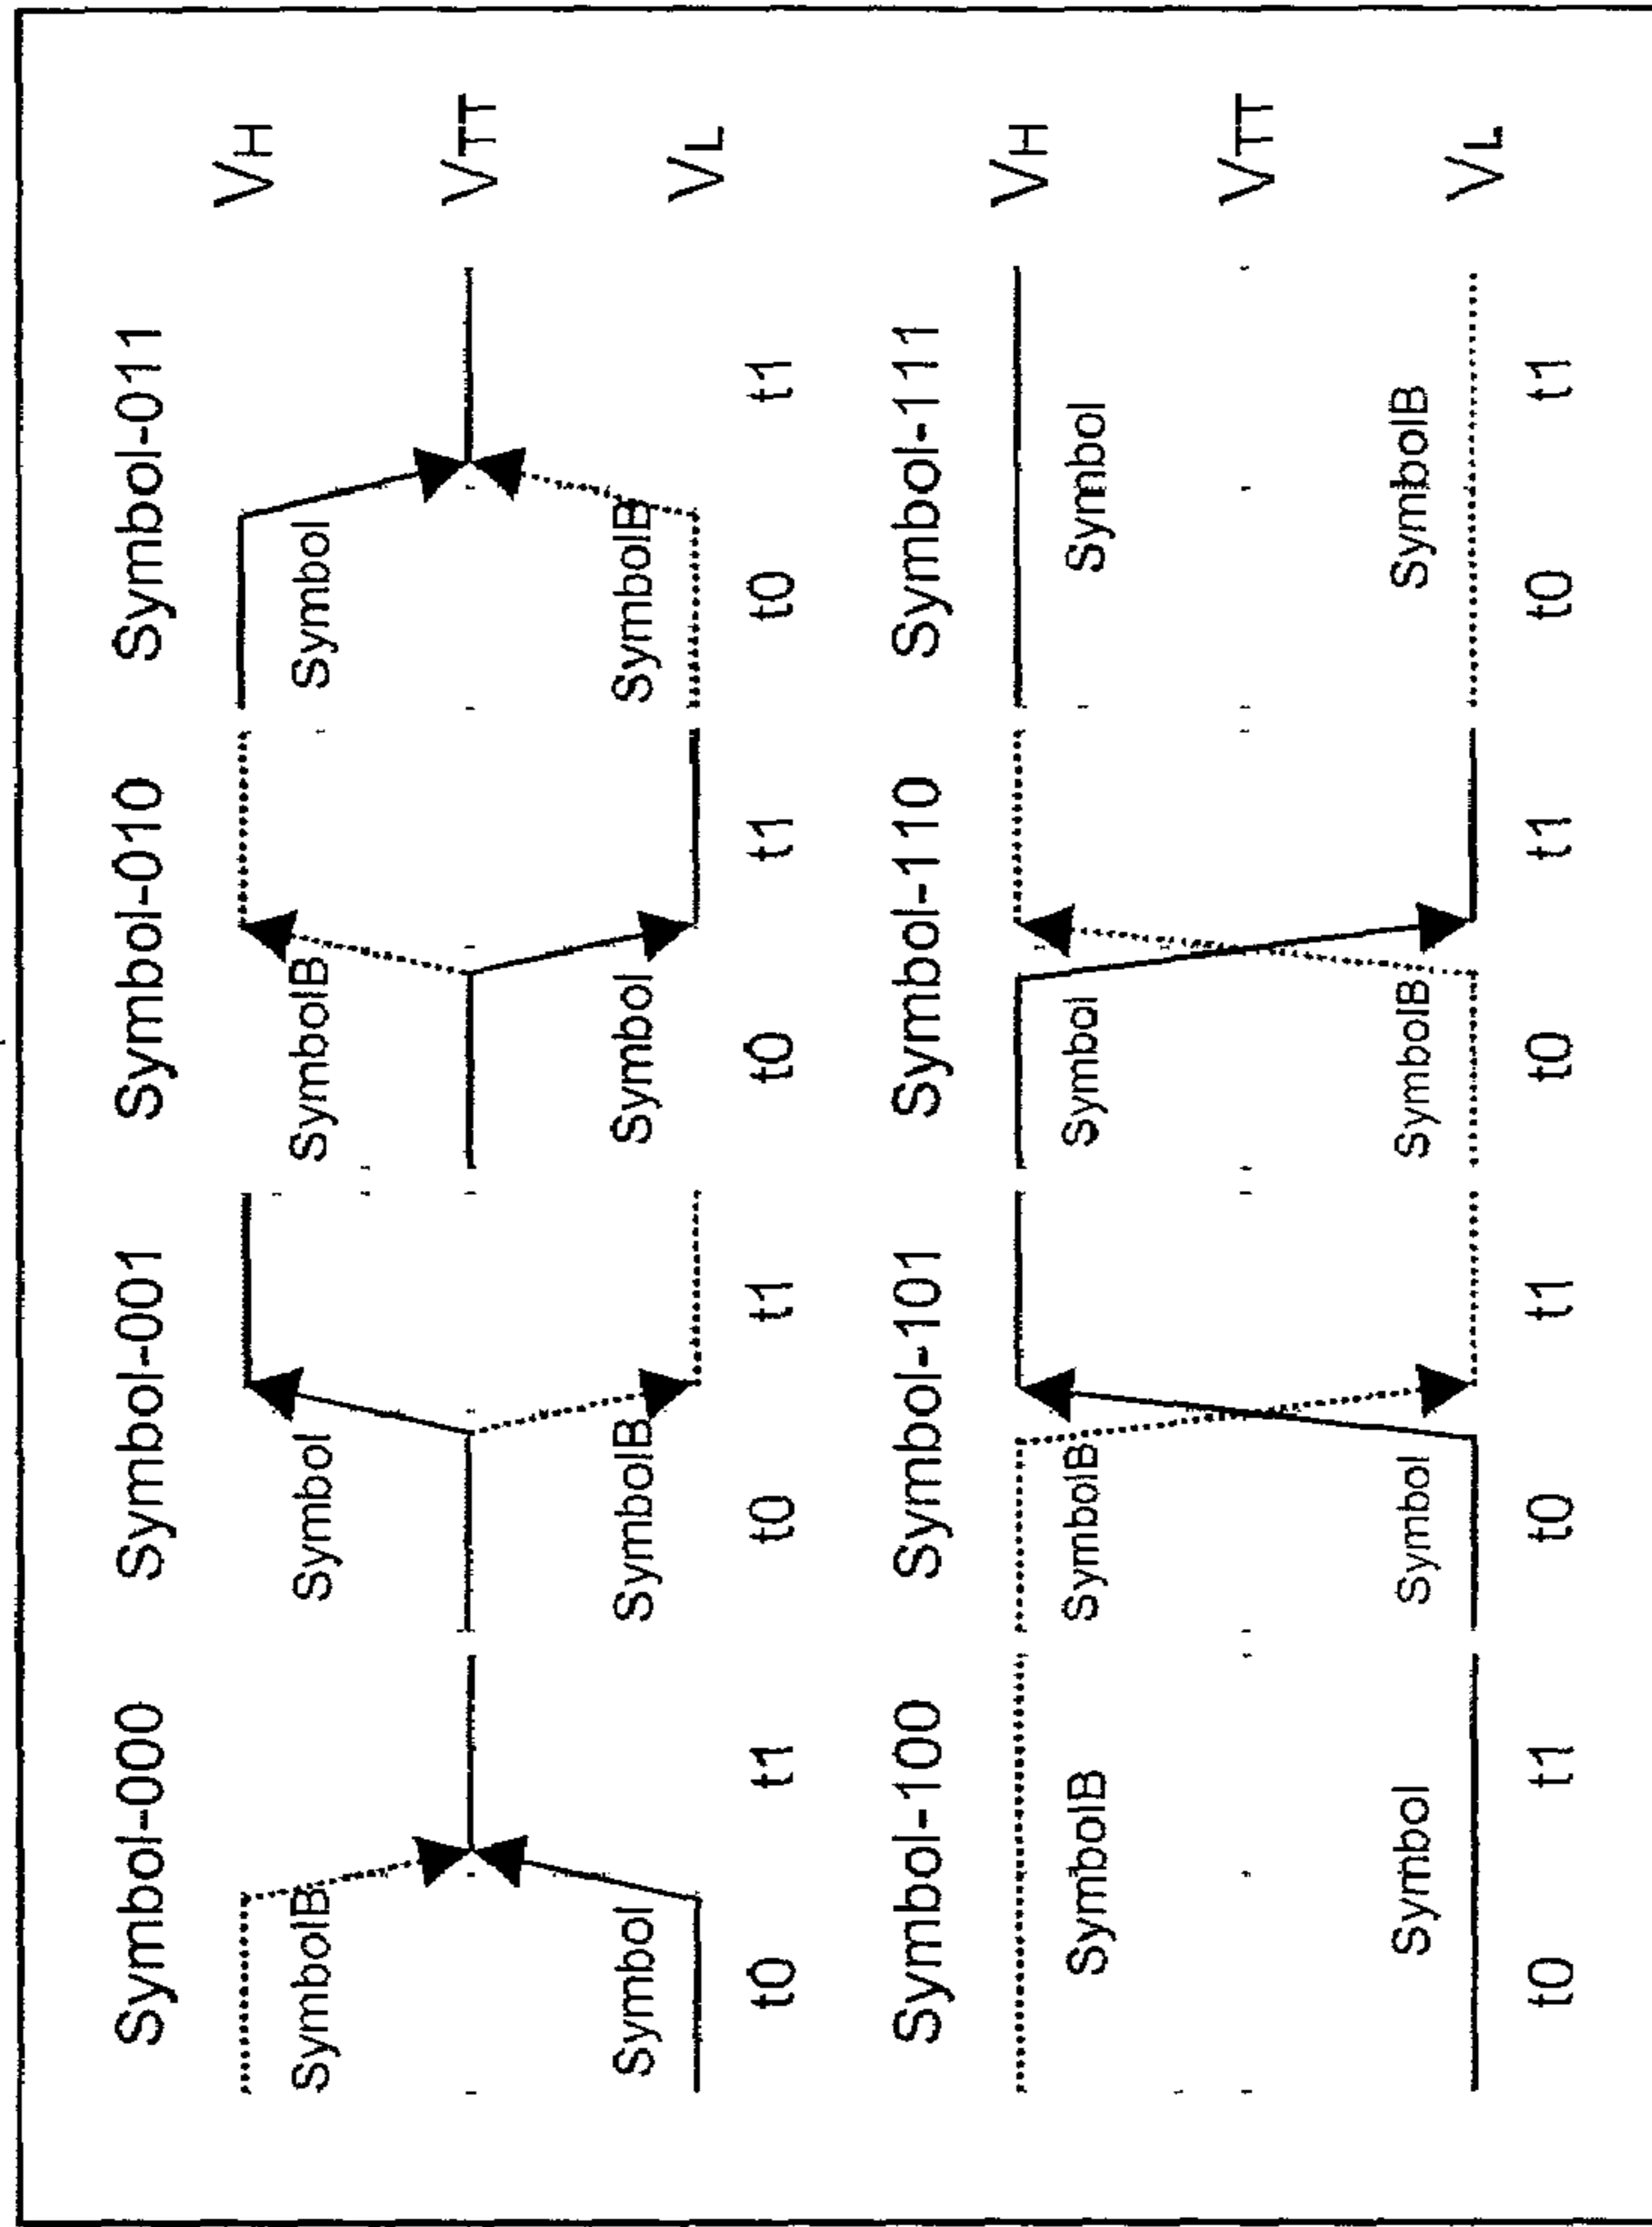 Symbol-000 Symbol-001 Symbol-010 Symbol-011
VH
SymbolB Symbol SymbolB Symbol
VTT
Symbol SymbolB Symbol SymbolB
VL
t0 t1 t0 t1 t0 t1 t0 t1
Symbol-100 Symbol-101 Symbol-110 Symbol-111
VH
SymbolB SymbolB Symbol Symbol
VTT
Symbol Symbol SymbolB SymbolB
VL
t0 t1 t0 t1 t0 t1 t0 t1